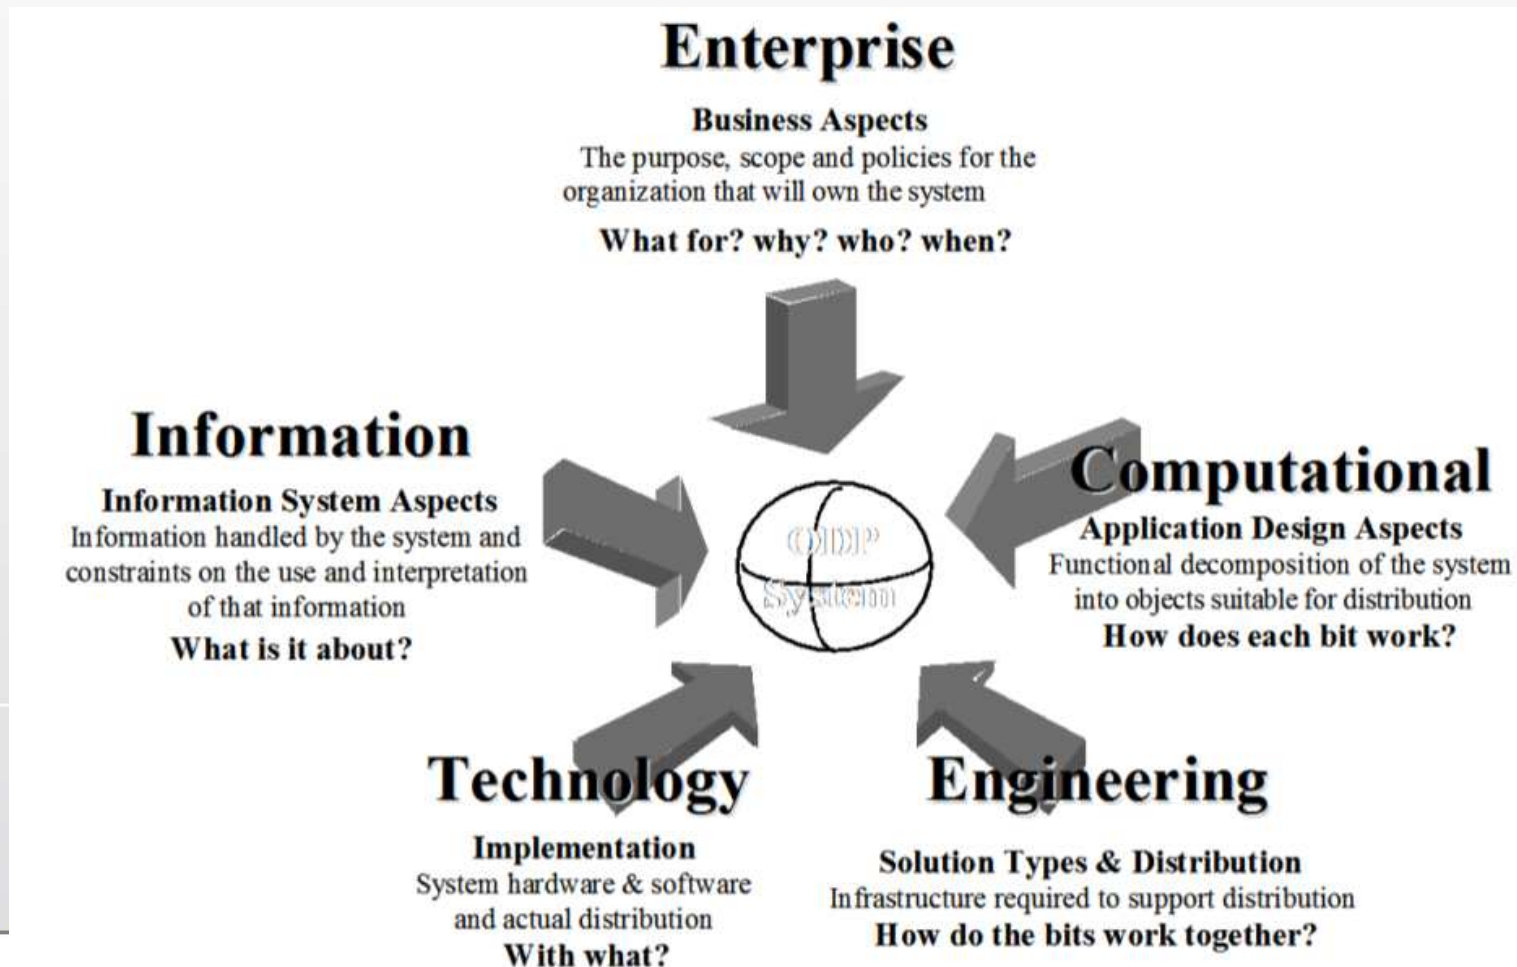 Enterprise
Business Aspects
The purpose, scope and policies for the
organization that will own the system
What for? why? who? when?
Information
Information System Aspects
Information handled by the system and
constraints on the use and interpretation
of that information
What is it about?
Computational
Application Design Aspects
Functional decomposition of the system
into objects suitable for distribution
How does each bit work?
ODP
System
Technology
Implementation
System hardware & software
and actual distribution
With what?
Engineering
Solution Types & Distribution
Infrastructure required to support distribution
How do the bits work together?